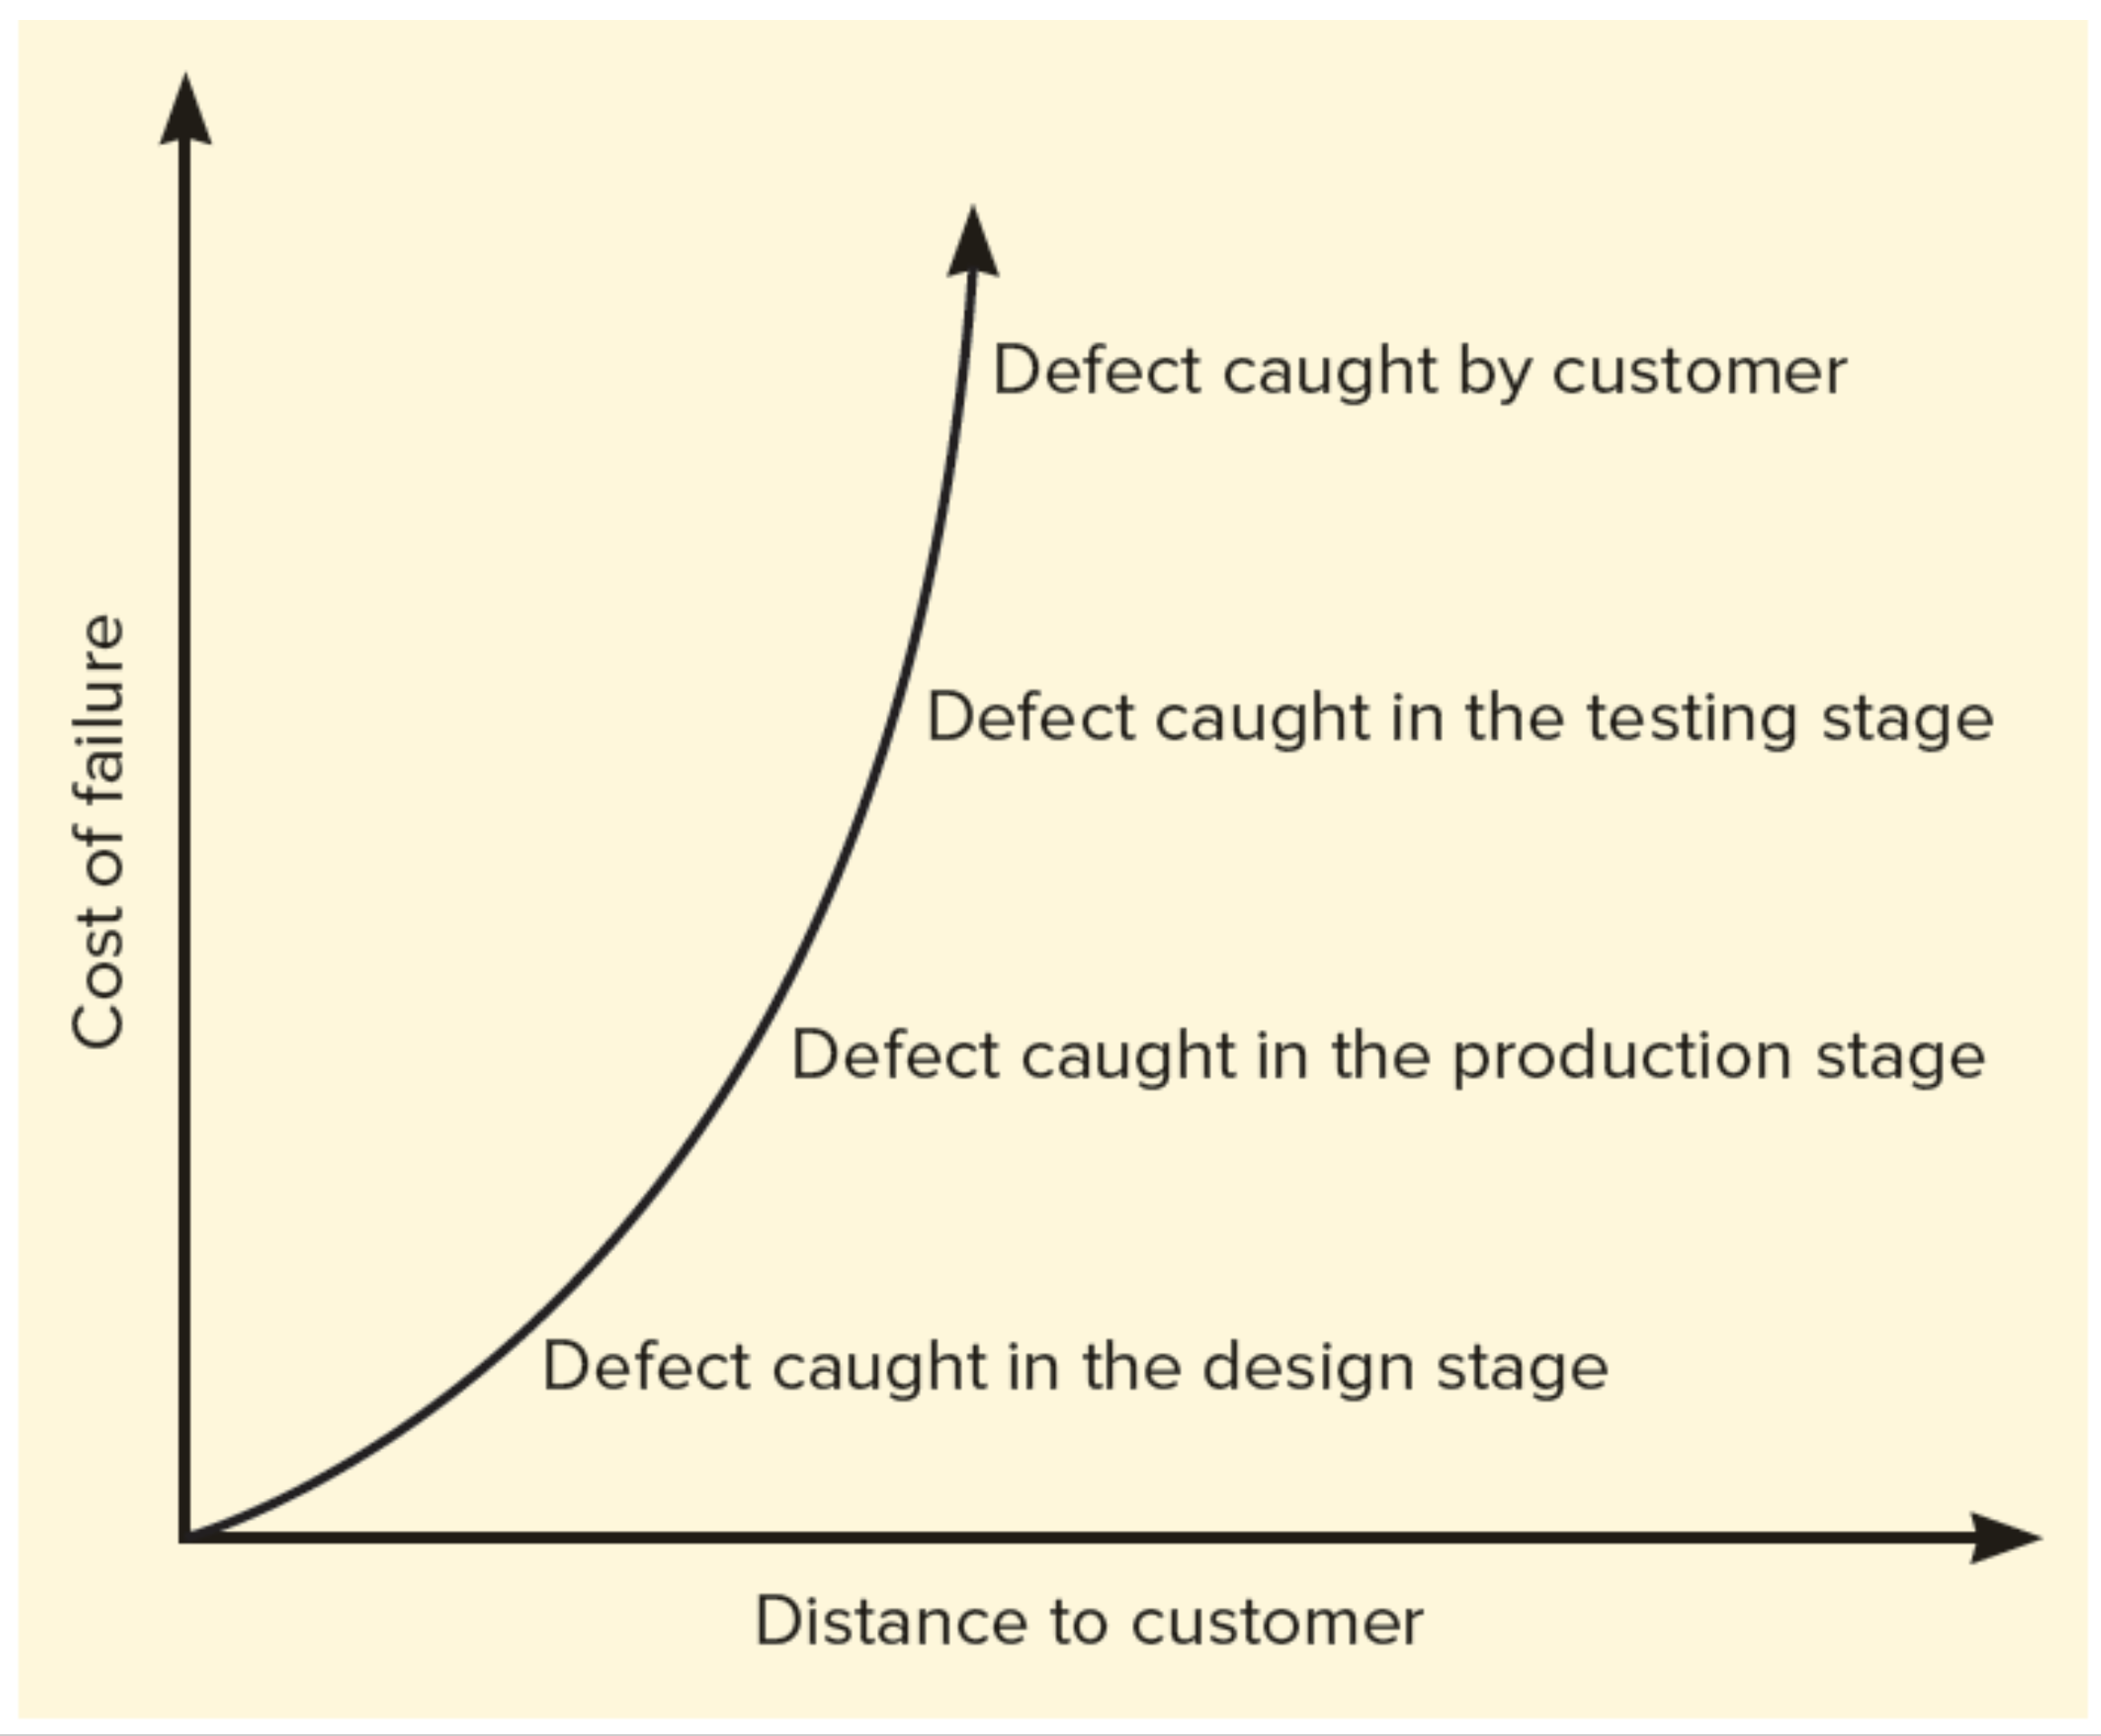 Cost of failure
Defect caught by customer
Defect caught in the testing stage
Defect caught in the production stage
Defect caught in the design stage
Distance to customer